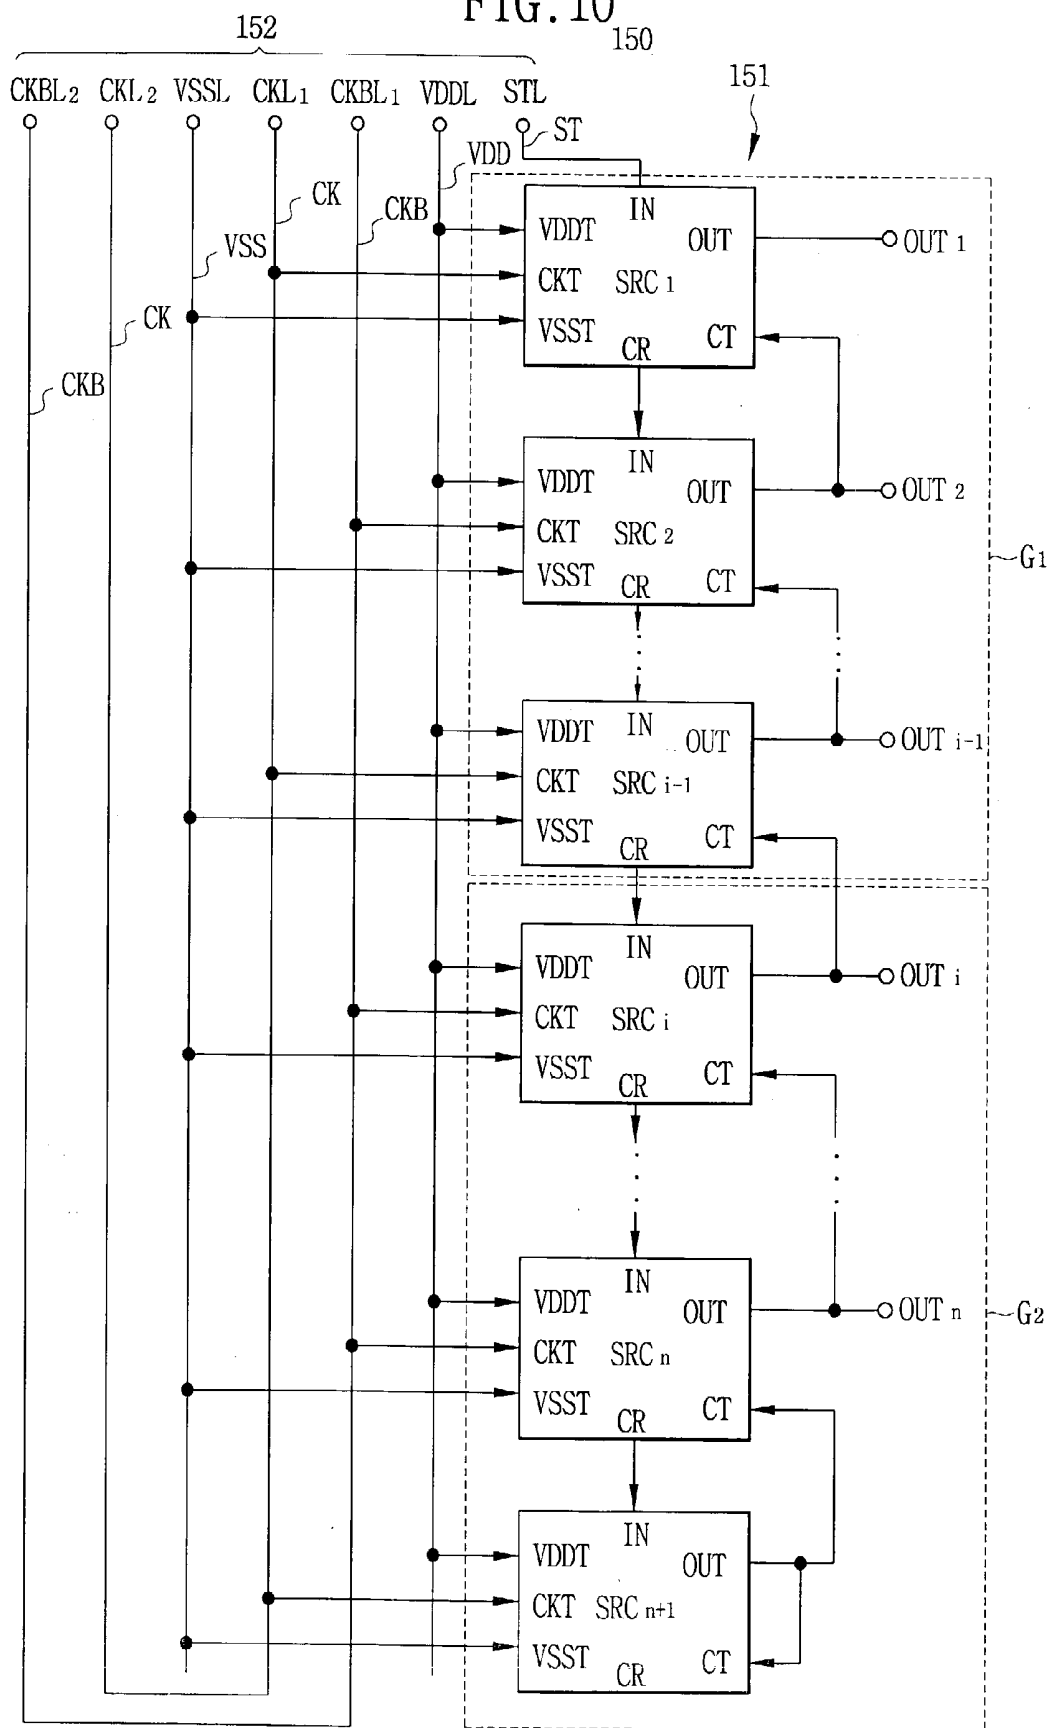 FIG. 10
152
150
CKBL2 CKL2 VSSL CKL1 CKBL1 VDDL STL
151
ST
VDD
CK
CKB
VSS
CK
CKB
IN
VDDT
OUT
OUT 1
CKT
SRC 1
VSST
CT
CR
IN
VDDT
OUT
OUT 2
CKT
SRC 2
VSST
CT
CR
G1
IN
VDDT
OUT
OUT i-1
CKT
SRC i-1
VSST
CT
CR
IN
VDDT
OUT
OUT i
CKT
SRC i
VSST
CT
CR
IN
VDDT
OUT
OUT n
G2
CKT
SRC n
VSST
CT
CR
IN
VDDT
OUT
CKT
SRC n+1
VSST
CT
CR